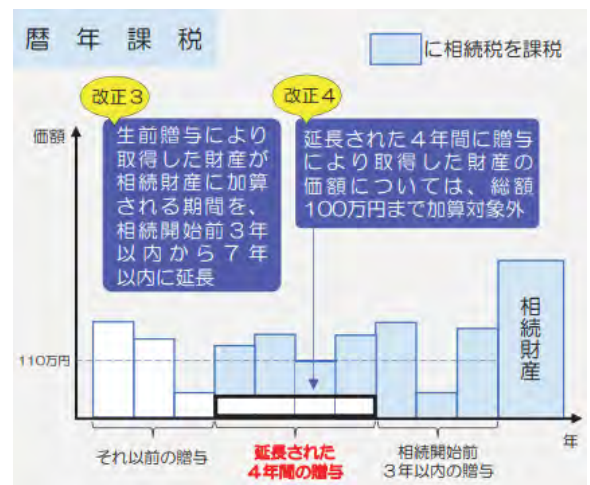 暦年課税
に相続税を課税
改正3
生前贈与により
取得した財産が
相続財産に加算
される期間を、
相続開始前3年
以内から7年
以内に延長
改正4
延長された4年間に贈与
により取得した財産の
価額については、総額
100万円まで加算対象外
価額
110万円
相続財産
年
それ以前の贈与
延長された
4年間の贈与
相続開始前
3年以内の贈与